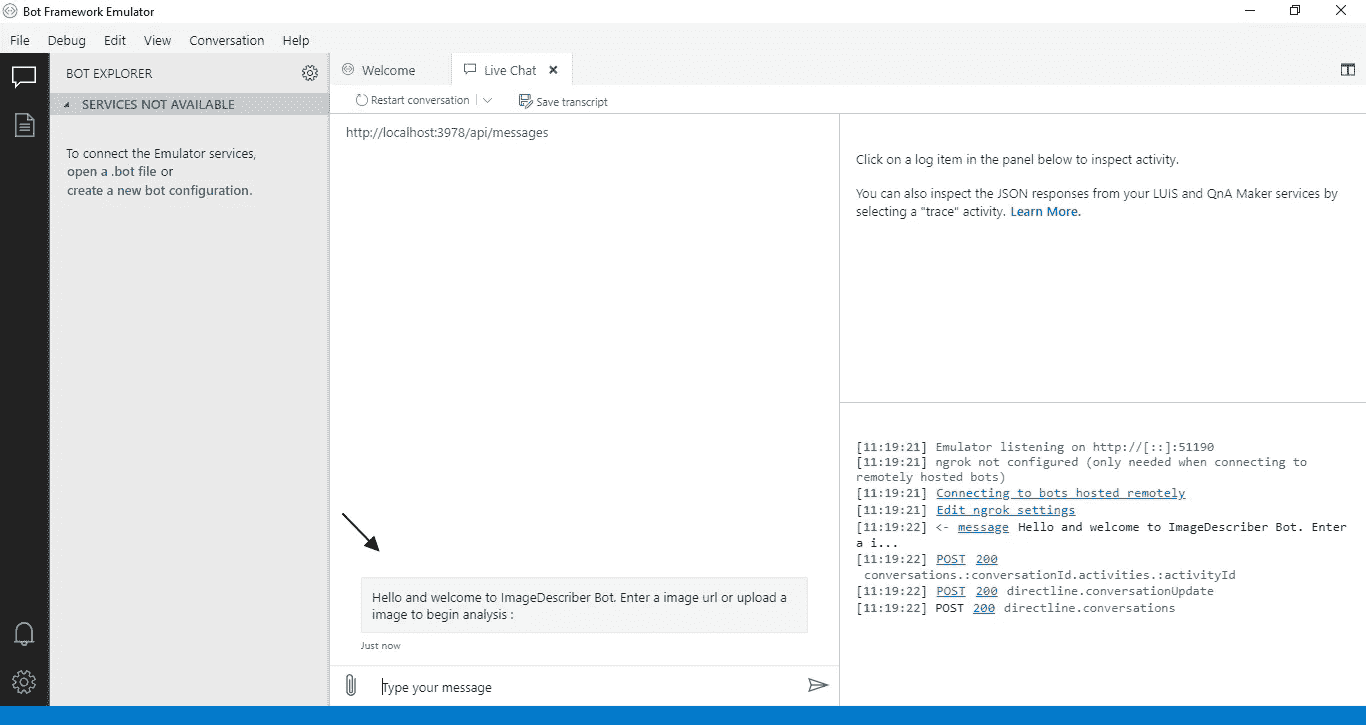 Bot Framework Emulator
File Debug Edit View Conversation Help
BOT EXPLORER
SERVICES NOT AVAILABLE
To connect the Emulator services,
open a .bot file or
create a new bot configuration.
Welcome Live Chat
Restart conversation Save transcript
http://localhost:3978/api/messages
Hello and welcome to ImageDescriber Bot. Enter a image url or upload a
image to begin analysis :
Just now
Type your message
Click on a log item in the panel below to inspect activity.
You can also inspect the JSON responses from your LUIS and QnA Maker services by
selecting a "trace" activity. Learn More.
[11:19:21] Emulator listening on http://[::]:51190
[11:19:21] ngrok not configured (only needed when connecting to
remotely hosted bots)
[11:19:21] Connecting to bots hosted remotely
[11:19:21] Edit ngrok settings
[11:19:22] <- message Hello and welcome to ImageDescriber Bot. Enter
a i...
[11:19:22] POST 200
conversations.:conversationId.activities.:activityId
[11:19:22] POST 200 directline.conversationUpdate
[11:19:22] POST 200 directline.conversations